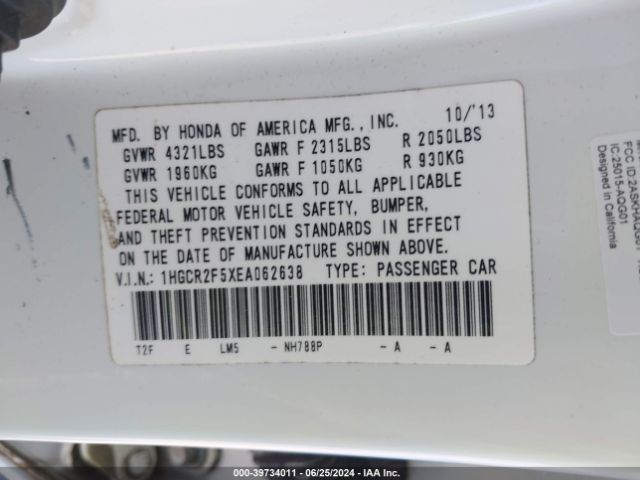 MFD. BY HONDA OF AMERICA MFG., INC. 10/'13
GVWR 4321LBS GAWR F 2315LBS R 2050LBS
GVWR 1960KG GAWR F 1050KG R 930KG
THIS VEHICLE CONFORMS TO ALL APPLICABLE
FEDERAL MOTOR VEHICLE SAFETY, BUMPER,
AND THEFT PREVENTION STANDARDS IN EFFECT
ON THE DATE OF MANUFACTURE SHOWN ABOVE.
V.I.N.: 1HGCR2F5XEA062638 TYPE: PASSENGER CAR
T2F E LM5 - NH788P - A - A
IC:25015-AQG01
Designed in California
000-39734011 - 06/25/2024 - IAAI.COM